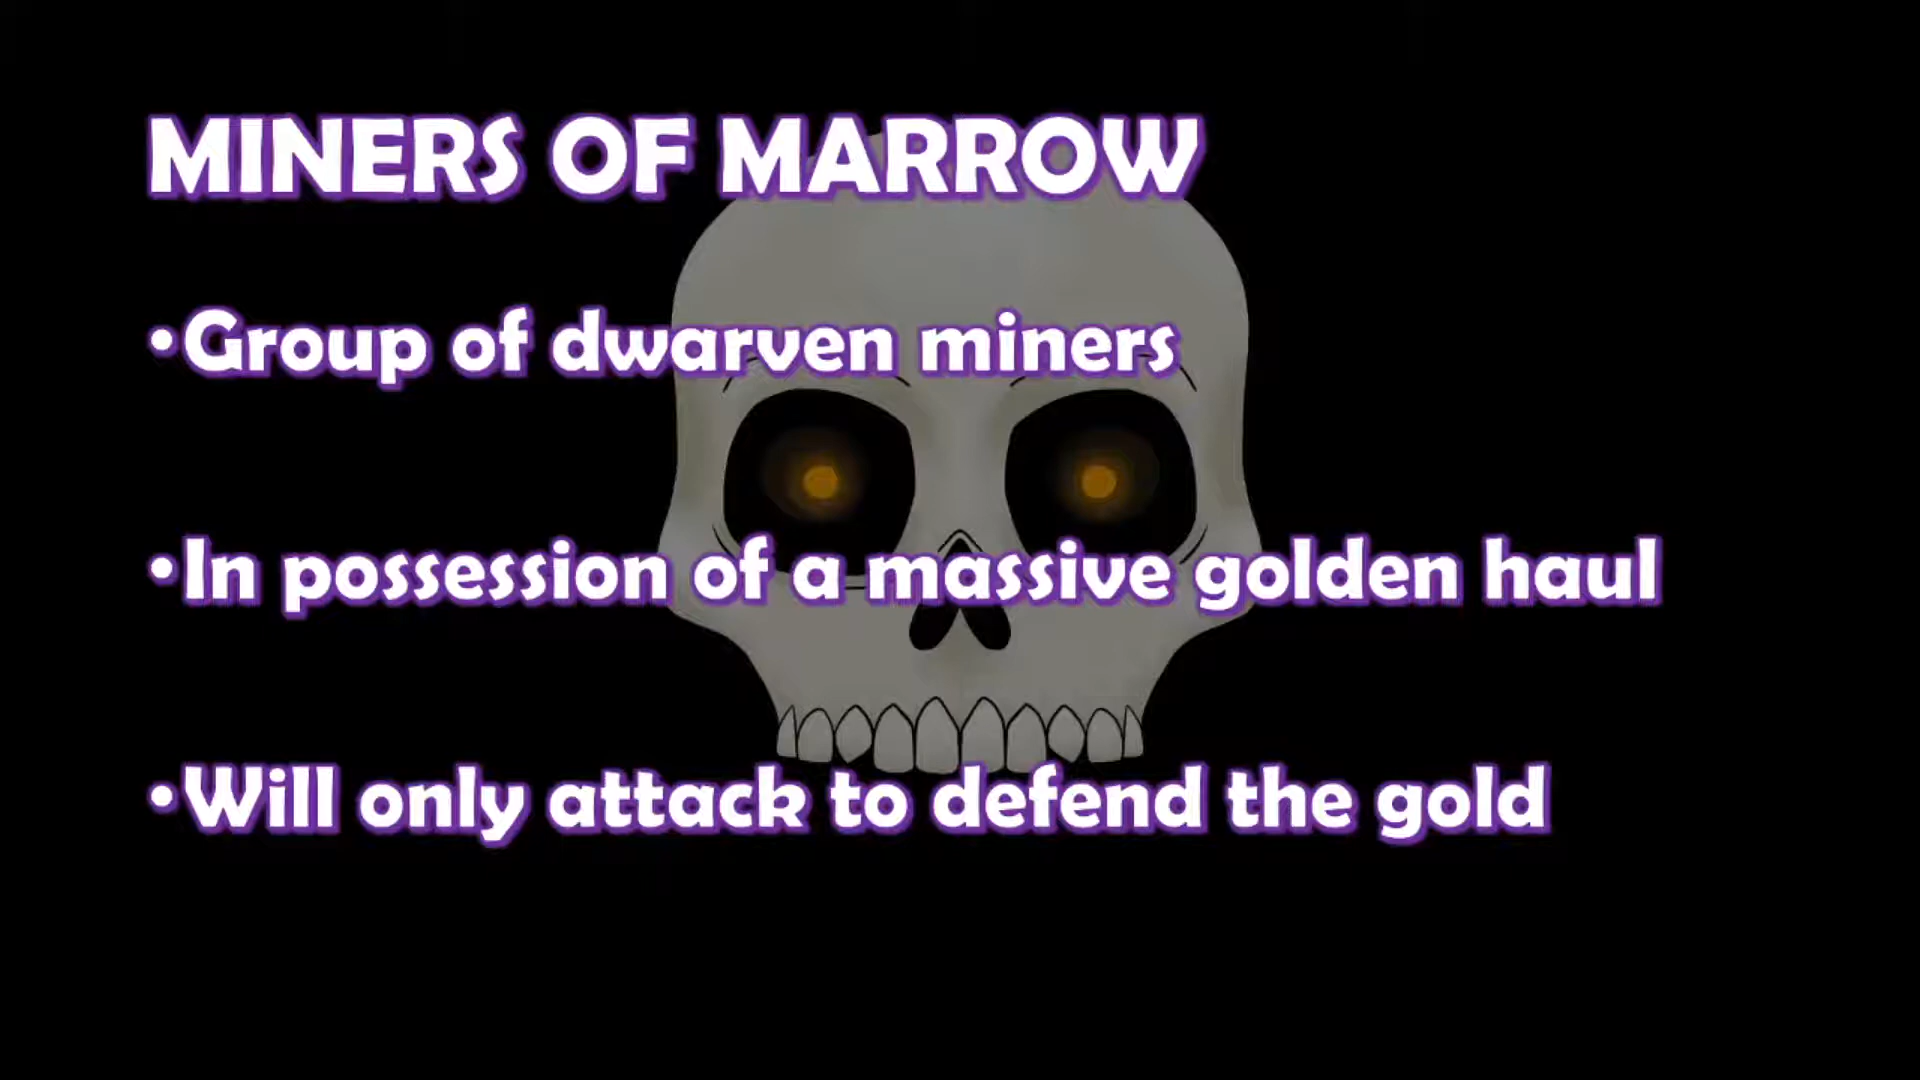 MINERS OF MARROW
•Group of dwarven miners
•In possession of a massive golden haul
•Will only attack to defend the gold